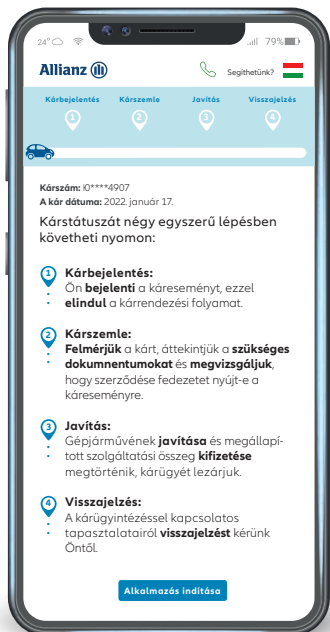 24°
79%
Allianz
Segíthetünk?
Kárbejelentés Kárszemle Javítás Visszajelzés
1 2 3 4
Kárszám: i0****4907
A kár dátuma: 2022. január 17.
Kárstátuszát négy egyszerű lépésben
követheti nyomon:
1 Kárbejelentés:
Ön bejelenti a káreseményt, ezzel
elindul a kárrendezési folyamat.
2 Kárszemle:
Felmérjük a kárt, áttekintjük a szükséges
dokmnentumokat és megvizsgáljuk,
hogy szerződése fedezetet nyújt-e a
káreseményre.
3 Javítás:
Gépjárművének javítása és megállapí-
tott szolgáltatási összeg kifizetése
megtörténik, kárügyét lezárjuk.
4 Visszajelzés:
A kárügyintézéssel kapcsolatos
tapasztalatairól visszajelzést kérünk
Öntől.
Alkalmazás indítása